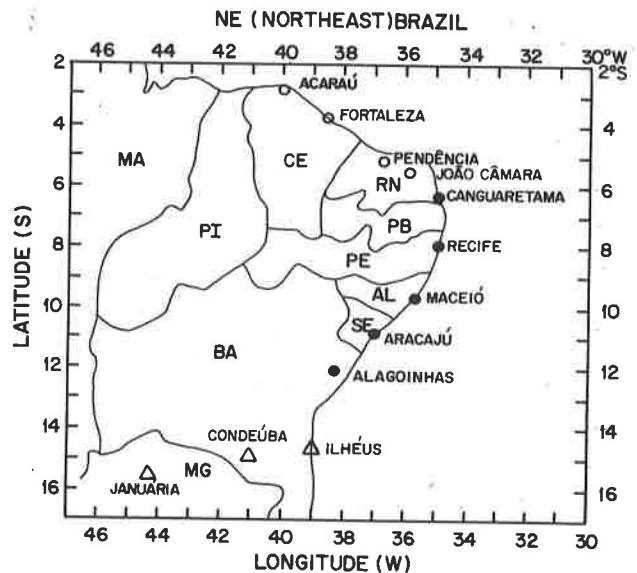 NE (NORTHEAST) BRAZIL
46 44 42 40 38 36 34 30°W
2 2°S
ACARAÚ
4 FORTALEZA 4
MA CE PENDÊNCIA
RN JOÃO CÂMARA
6 CANGUARETAMA 6
PI PB
8 PE RECIFE 8
AL MACEIÓ
10 SE 10
ARACAJÚ
BA
12 ALAGOINHAS 12
14 CONDEÚBA ILHÉUS 14
MG
16 JANUARIA 16
LATITUDE (S)
46 44 42 40 38 36 34 32 30
LONGITUDE (W)